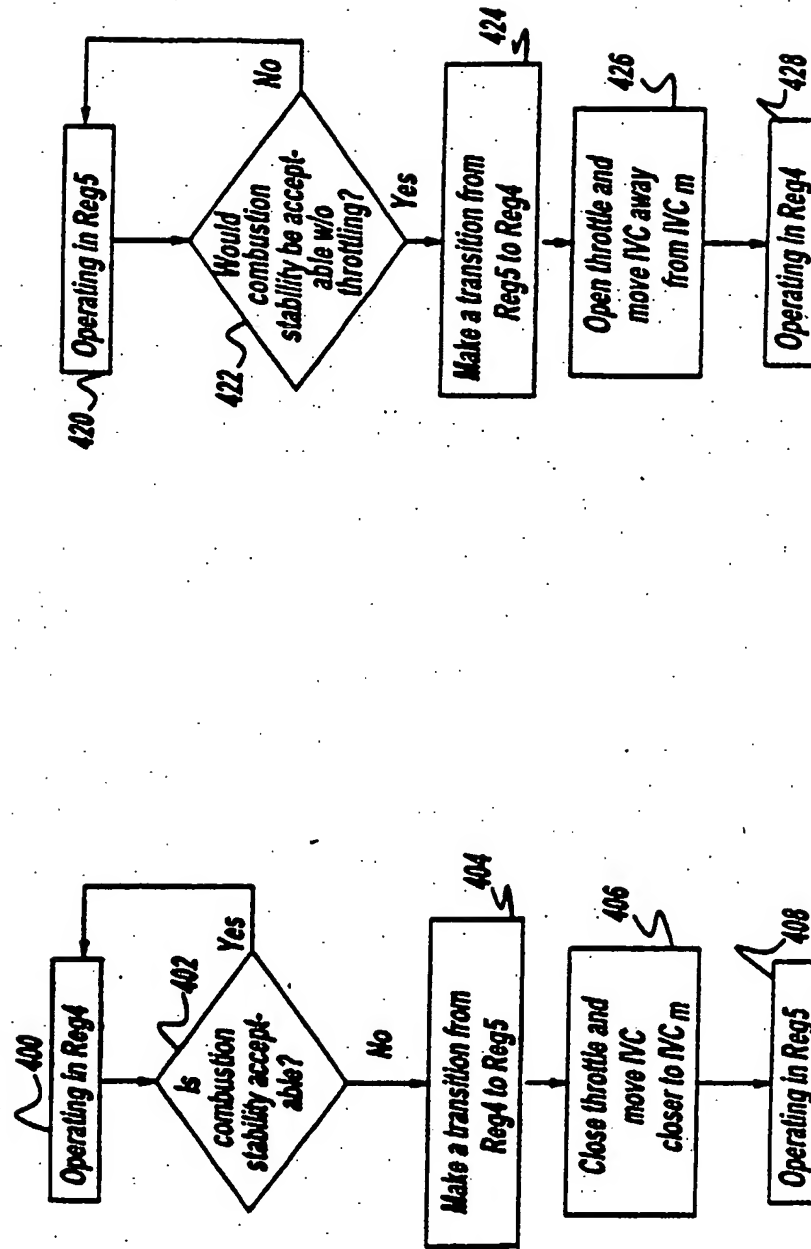 400
Operating in Reg4
402
Is
combustion
stability accept-
able?
Yes
No
404
Make a transition from
Reg4 to Reg5
406
Close throttle and
move IVC
closer to IVC m
408
Operating in Reg5
420
Operating in Reg5
422
Would
combustion
stability be accept-
able w/o
throttling?
No
Yes
424
Make a transition from
Reg5 to Reg4
426
Open throttle and
move IVC away
from IVC m
428
Operating in Reg4